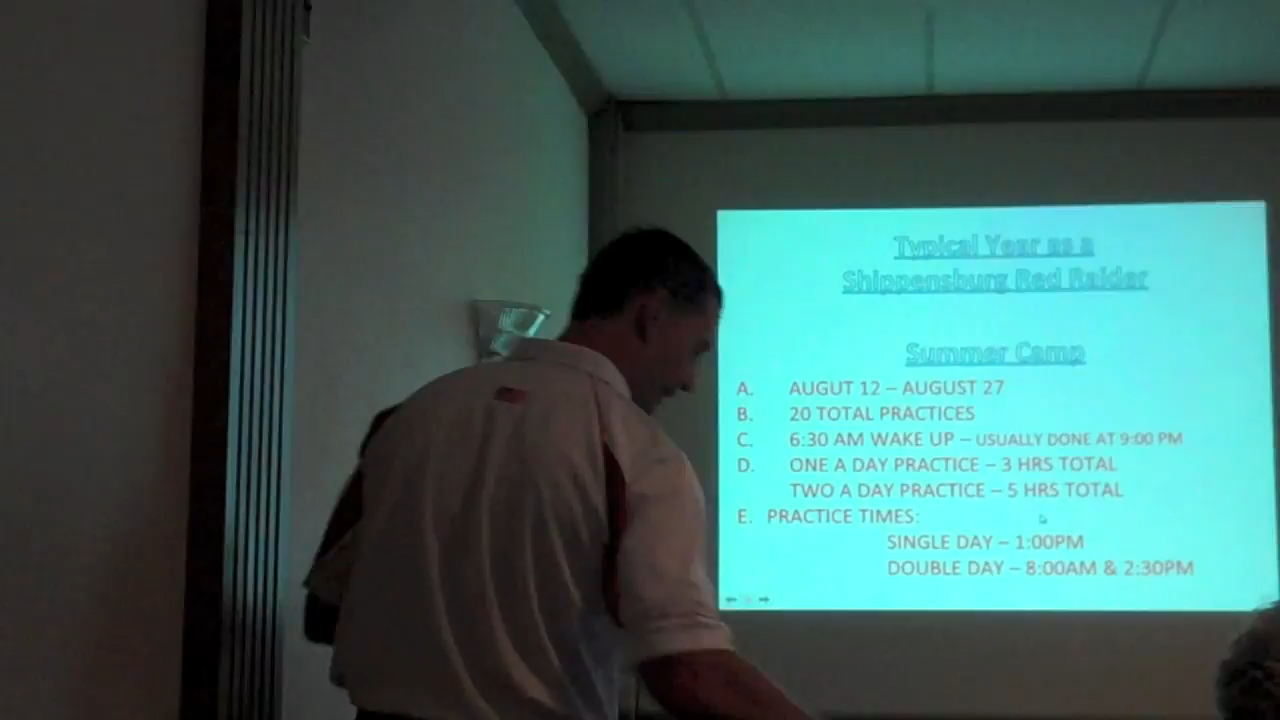 Typical Year as a
Shippensburg Red Raider
Summer Camp
A. AUGUT 12 – AUGUST 27
B. 20 TOTAL PRACTICES
C. 6:30 AM WAKE UP – USUALLY DONE AT 9:00 PM
D. ONE A DAY PRACTICE – 3 HRS TOTAL
TWO A DAY PRACTICE – 5 HRS TOTAL
E. PRACTICE TIMES:
SINGLE DAY – 1:00PM
DOUBLE DAY – 8:00AM & 2:30PM